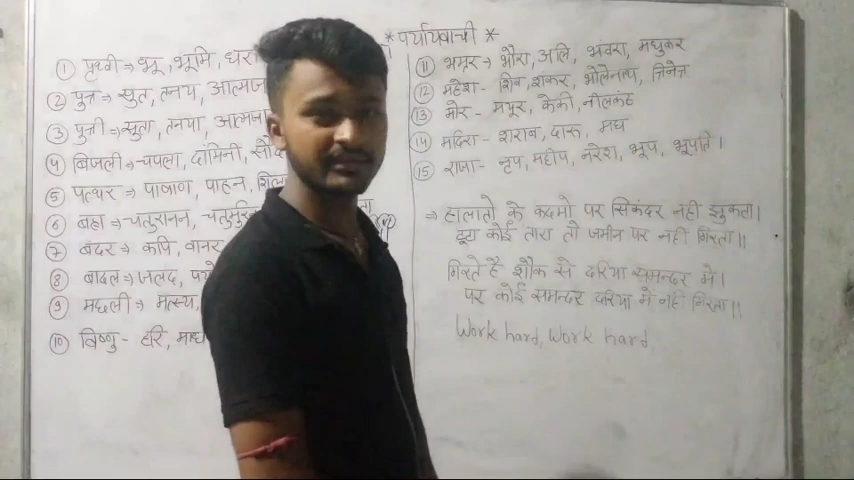 *पर्यायवाची*
① पृथ्वी → भू, भूमि, धरा
② पुत्र → सुत, तनय, आत्मज
③ पुत्री → सुता, तनया, आत्मजा
④ बिजली → चपला, दामिनी, सौदा
⑤ पत्थर → पाषाण, पाहन, शिला
⑥ ब्रह्मा → चतुरानन, चतुर्मुख
⑦ बंदर → कपि, वानर
⑧ बादल → जलद,
⑨ मछली → मत्स्य,
⑩ विष्णु - हरि, माधव
⑪ भ्रमर → भौरा, अलि, भंवरा, मधुकर
⑫ महेश - शिव, शंकर, भोलेनाथ, त्रिनेत्र
⑬ मोर - मयूर, केकी, नीलकंठ
⑭ मदिरा - शराब, दारू, मद्य
⑮ राजा - नृप, महीप, नरेश, भूप, भूपति।
⇒ हालातो के कदमो पर सिकंदर नही झुकता।
टूटा कोई तारा तो जमीन पर नही गिरता॥
गिरते है शौक से दरिया समन्दर मे।
पर कोई समन्दर दरिया मे नही गिरता॥
Work hard, Work hard